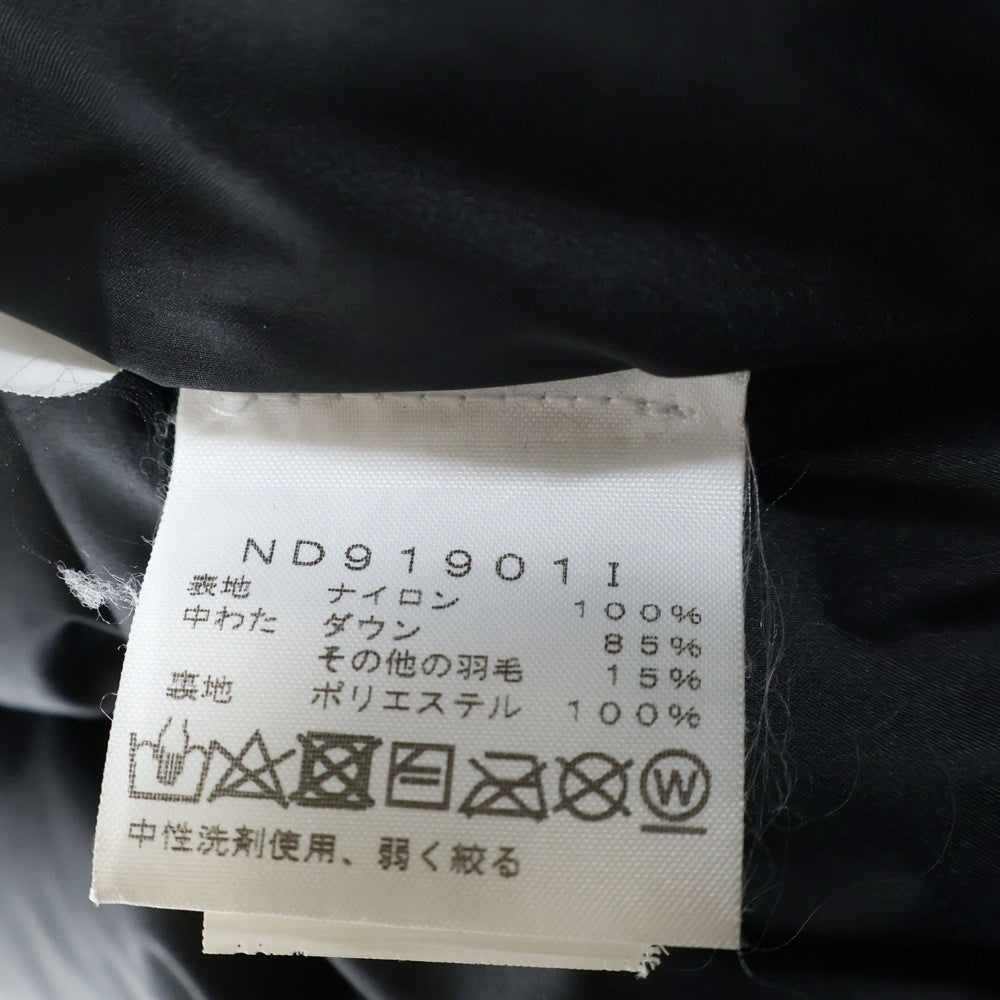 ND91901I
表地 ナイロン 100%
中わた ダウン 85%
その他の羽毛 15%
裏地 ポリエステル 100%
W
中性洗剤使用、弱く絞る